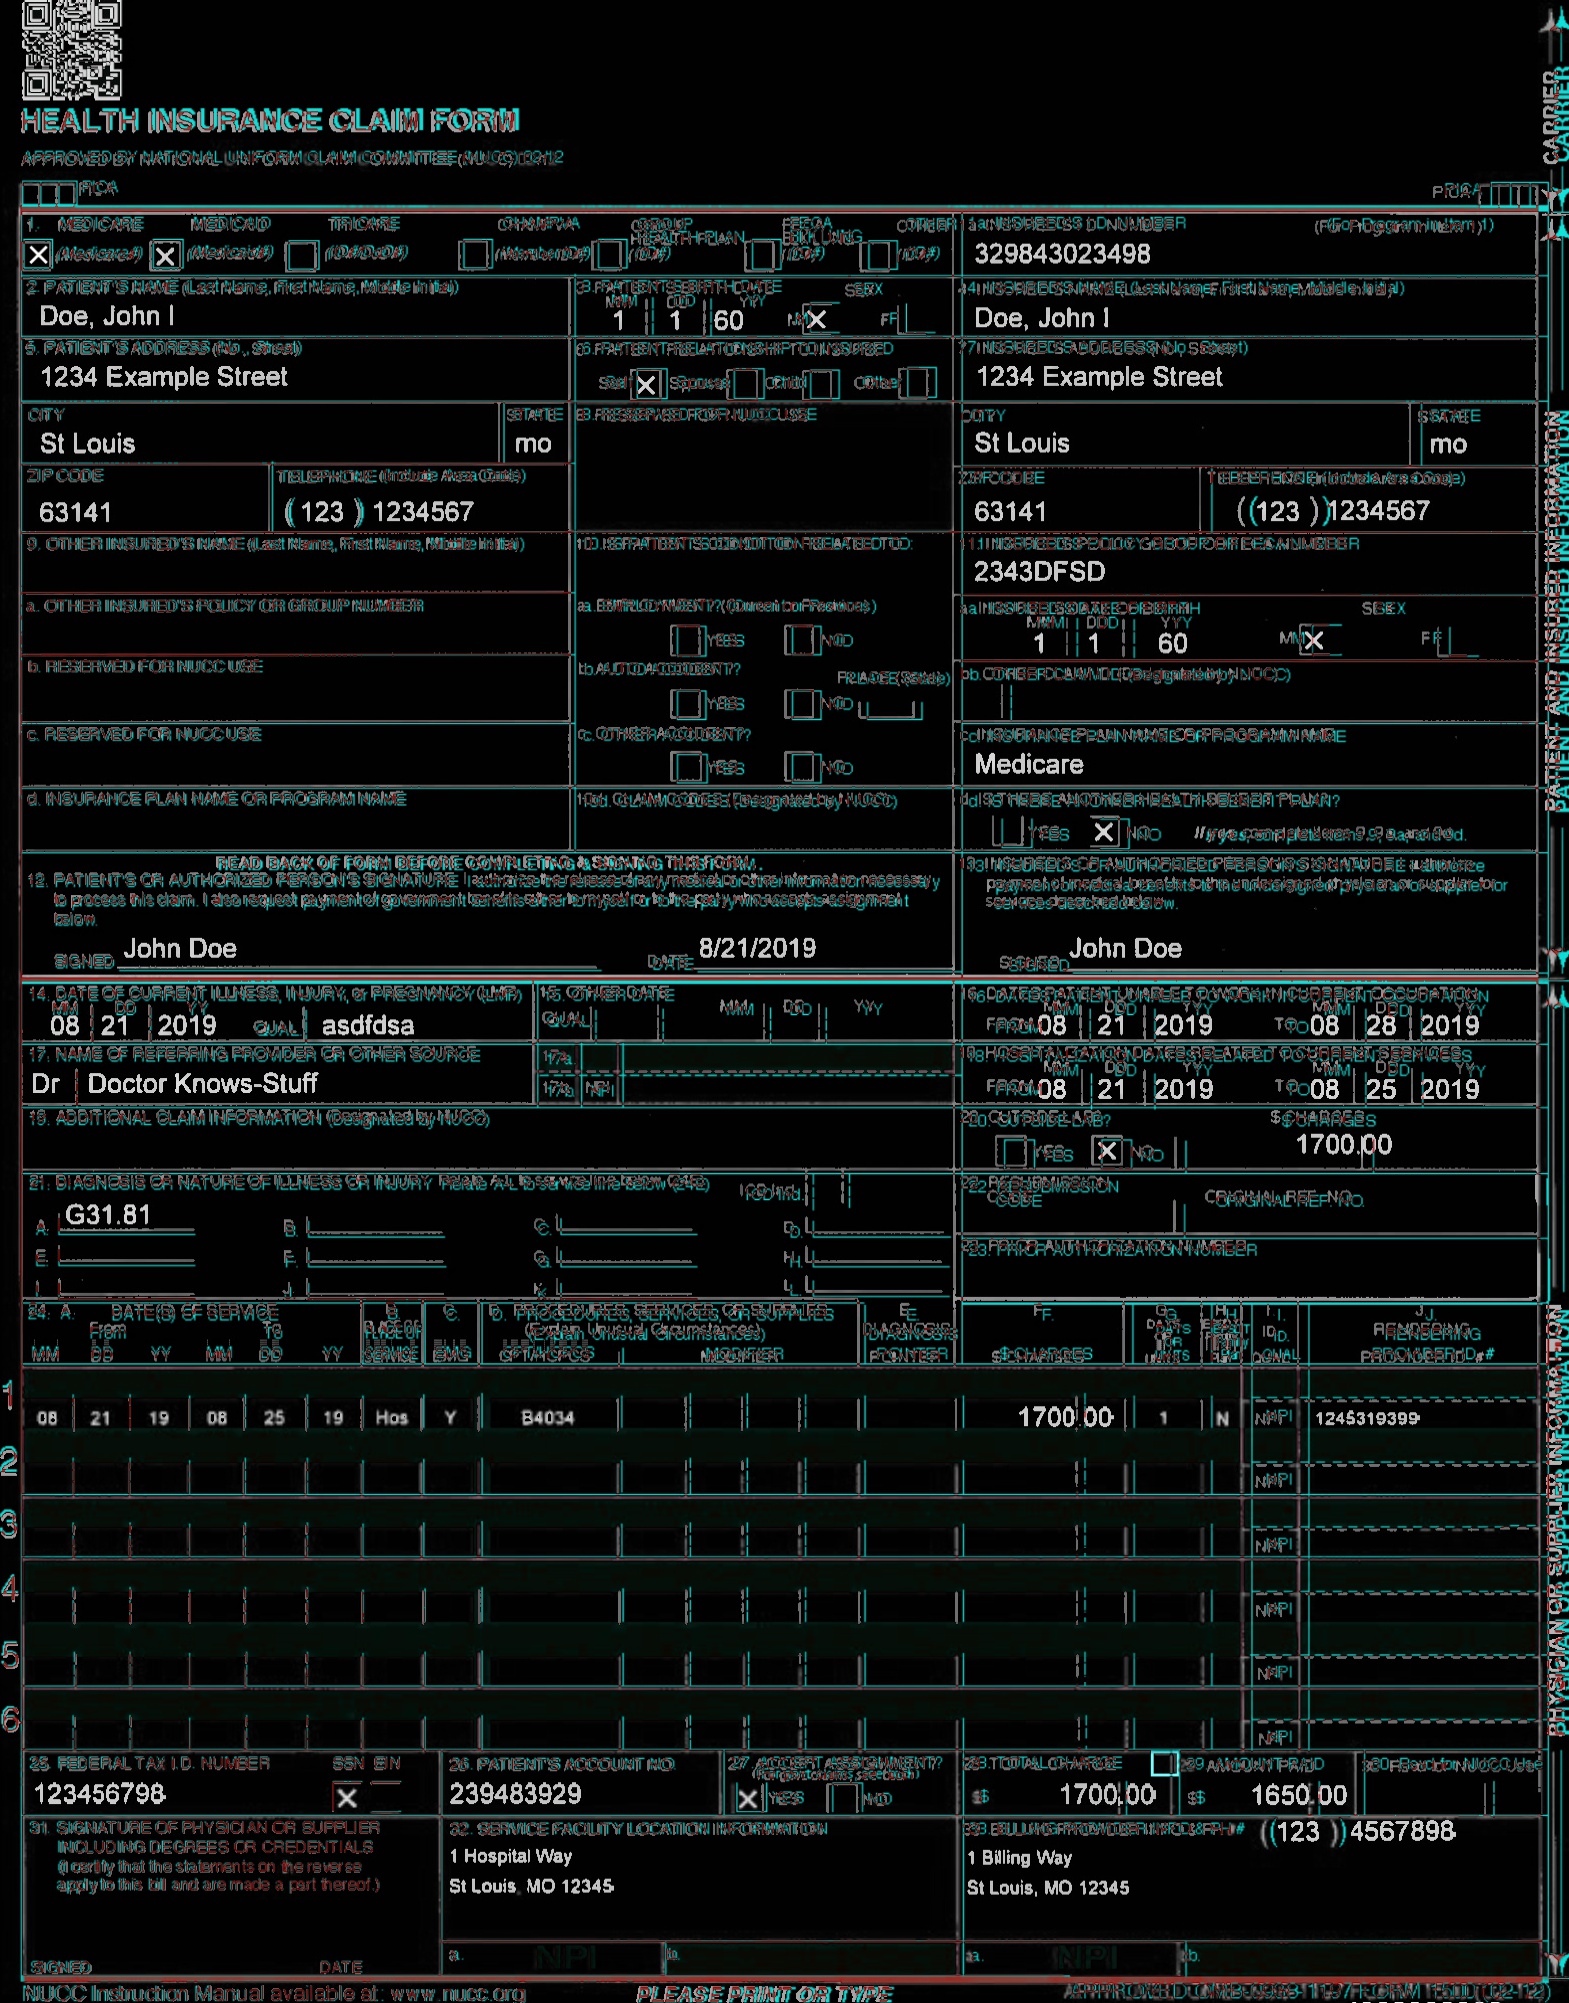 HEALTH INSURANCE CLAIM FORM
APPROVED BY NATIONAL UNIFORM CLAIM COMMITTEE (NUCC) 02/12
PICA PICA
CARRIER
1. MEDICARE MEDICAID TRICARE CHAMPVA GROUP HEALTH PLAN FECA BLK LUNG OTHER 1a. INSURED'S I.D. NUMBER (For Program in Item 1)
X (Medicare#) X (Medicaid#) (ID#/DoD#) (Member ID#) (ID#) (ID#) (ID#) 329843023498
2. PATIENT'S NAME (Last Name, First Name, Middle Initial) 3. PATIENT'S BIRTH DATE SEX 4. INSURED'S NAME (Last Name, First Name, Middle Initial)
MM DD YY
Doe, John I 1 1 60 M X F Doe, John I
5. PATIENT'S ADDRESS (No., Street) 6. PATIENT RELATIONSHIP TO INSURED 7. INSURED'S ADDRESS (No., Street)
1234 Example Street Self X Spouse Child Other 1234 Example Street
CITY STATE 8. RESERVED FOR NUCC USE CITY STATE
St Louis mo St Louis mo
ZIP CODE TELEPHONE (Include Area Code) ZIP CODE TELEPHONE (Include Area Code)
63141 (123 ) 1234567 63141 (123 ) 1234567
9. OTHER INSURED'S NAME (Last Name, First Name, Middle Initial) 10. IS PATIENT'S CONDITION RELATED TO: 11. INSURED'S POLICY GROUP OR FECA NUMBER
2343DFSD
a. OTHER INSURED'S POLICY OR GROUP NUMBER a. EMPLOYMENT? (Current or Previous) a. INSURED'S DATE OF BIRTH SEX
MM DD YY
YES NO 1 1 60 M X F
b. RESERVED FOR NUCC USE b. AUTO ACCIDENT? PLACE (State) b. OTHER CLAIM ID (Designated by NUCC)
YES NO
c. RESERVED FOR NUCC USE c. OTHER ACCIDENT? c. INSURANCE PLAN NAME OR PROGRAM NAME
YES NO Medicare
d. INSURANCE PLAN NAME OR PROGRAM NAME 10d. CLAIM CODES (Designated by NUCC) d. IS THERE ANOTHER HEALTH BENEFIT PLAN?
YES X NO If yes, complete items 9, 9a, and 9d.
PATIENT AND INSURED INFORMATION
READ BACK OF FORM BEFORE COMPLETING & SIGNING THIS FORM.
12. PATIENT'S OR AUTHORIZED PERSON'S SIGNATURE I authorize the release of any medical or other information necessary
to process this claim. I also request payment of government benefits either to myself or to the party who accepts assignment
below.
13. INSURED'S OR AUTHORIZED PERSON'S SIGNATURE I authorize
payment of medical benefits to the undersigned physician or supplier for
services described below.
SIGNED John Doe DATE 8/21/2019 SIGNED John Doe
14. DATE OF CURRENT ILLNESS, INJURY, or PREGNANCY (LMP) 15. OTHER DATE 16. DATES PATIENT UNABLE TO WORK IN CURRENT OCCUPATION
MM DD MM DD YY MM DD YY MM DD YY
08 21 2019 QUAL asdfdsa QUAL FROM 08 21 2019 TO 08 28 2019
17. NAME OF REFERRING PROVIDER OR OTHER SOURCE 17a. 18. HOSPITALIZATION DATES RELATED TO CURRENT SERVICES
MM DD YY MM DD YY
Dr Doctor Knows-Stuff 17b. NPI FROM 08 21 2019 TO 08 25 2019
19. ADDITIONAL CLAIM INFORMATION (Designated by NUCC) 20. OUTSIDE LAB? $ CHARGES
YES X NO 1700.00
21. DIAGNOSIS OR NATURE OF ILLNESS OR INJURY Relate A-L to service line below (24E) ICD Ind. 22. RESUBMISSION CODE ORIGINAL REF. NO.
A. G31.81 B. C. D.
E. F. G. H. 23. PRIOR AUTHORIZATION NUMBER
I. J. K. L.
24. A. DATE(S) OF SERVICE B. C. D. PROCEDURES, SERVICES, OR SUPPLIES E. F. G. H. I. J.
From To PLACE OF (Explain Unusual Circumstances) DIAGNOSIS DAYS OR EPSDT ID. RENDERING
MM DD YY MM DD YY SERVICE EMG CPT/HCPCS MODIFIER POINTER $ CHARGES UNITS QUAL. PROVIDER ID. #
1 08 21 19 08 25 19 Hos Y B4034 1700.00 1 N NPI 1245319399
2 NPI
3 NPI
4 NPI
5 NPI
6 NPI
PHYSICIAN OR SUPPLIER INFORMATION
25. FEDERAL TAX I.D. NUMBER SSN EIN 26. PATIENT'S ACCOUNT NO. 27. ACCEPT ASSIGNMENT? 28. TOTAL CHARGE 29. AMOUNT PAID 30. Rsvd for NUCC Use
(For govt. claims, see back)
123456798 X 239483929 X YES NO $ 1700.00 $ 1650.00
31. SIGNATURE OF PHYSICIAN OR SUPPLIER
INCLUDING DEGREES OR CREDENTIALS
(I certify that the statements on the reverse
apply to this bill and are made a part thereof.)
SIGNED DATE
32. SERVICE FACILITY LOCATION INFORMATION
1 Hospital Way
St Louis, MO 12345
a. NPI b.
33. BILLING PROVIDER INFO & PH # (123 ) 4567898
1 Billing Way
St Louis, MO 12345
a. NPI b.
NUCC Instruction Manual available at: www.nucc.org PLEASE PRINT OR TYPE APPROVED OMB-0938-1197 FORM 1500 (02-12)